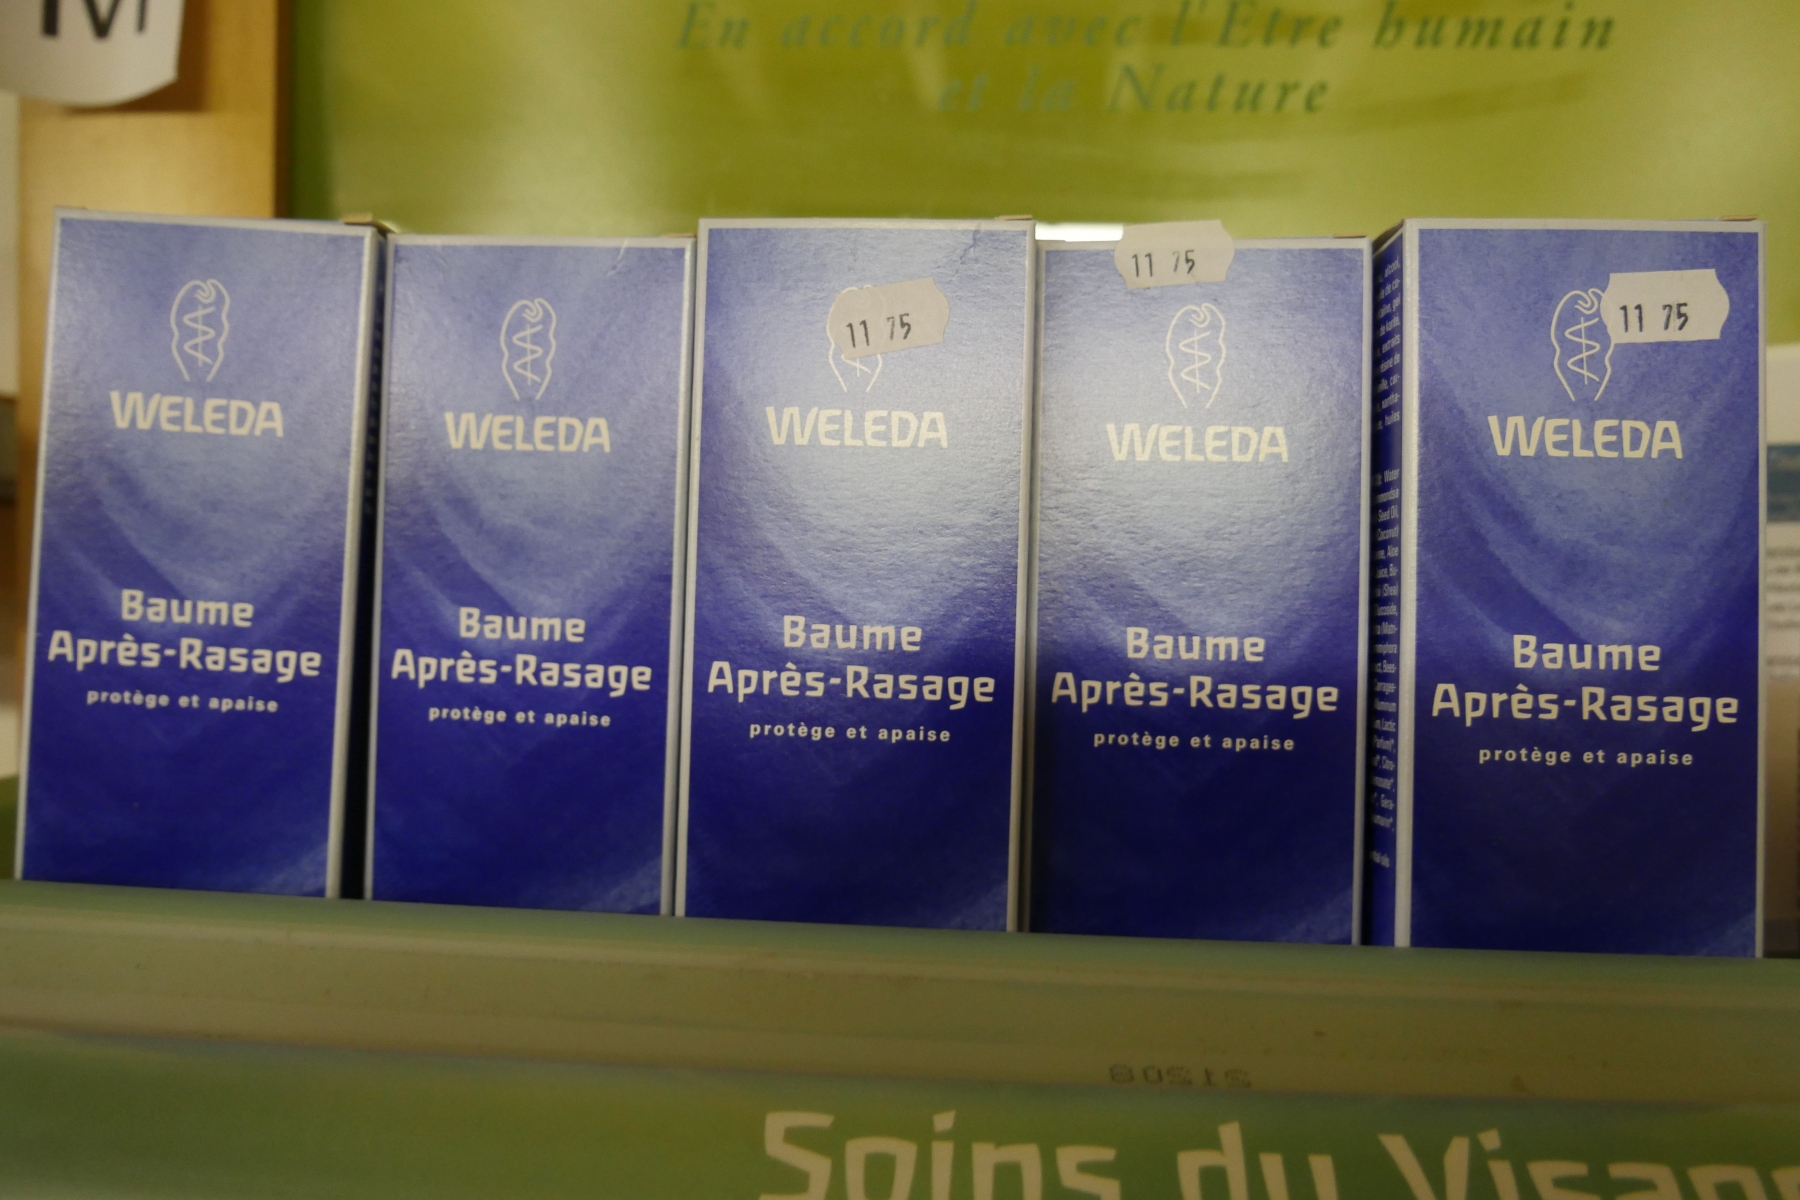 En accord avec l'Etre humain
et la Nature
WELEDA
Baume
Après-Rasage
protège et apaise
WELEDA
Baume
Après-Rasage
protège et apaise
11 75
WELEDA
Baume
Après-Rasage
protège et apaise
11 75
WELEDA
Baume
Après-Rasage
protège et apaise
11 75
WELEDA
Baume
Après-Rasage
protège et apaise
Soins du Visage